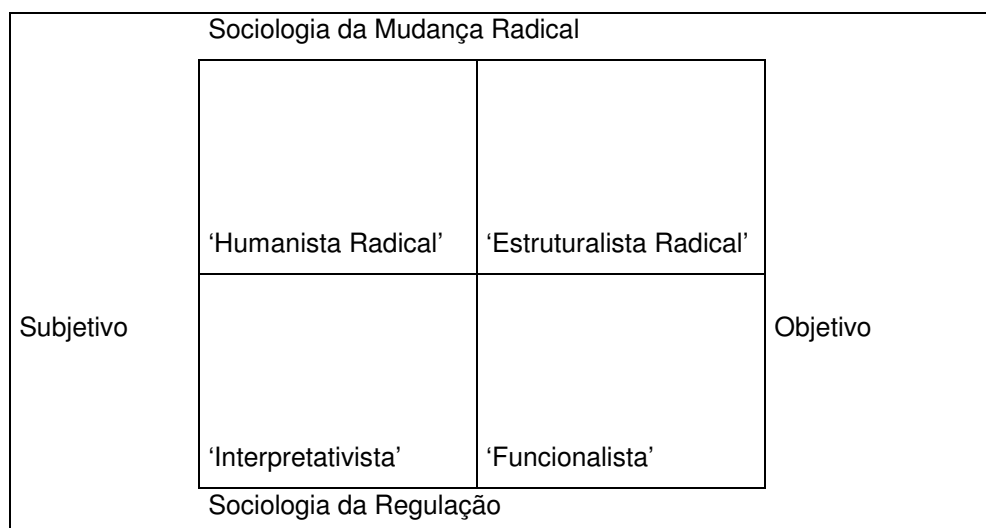 Sociologia da Mudança Radical
‘Humanista Radical’ ‘Estruturalista Radical’
Subjetivo Objetivo
‘Interpretativista’ ‘Funcionalista’
Sociologia da Regulação